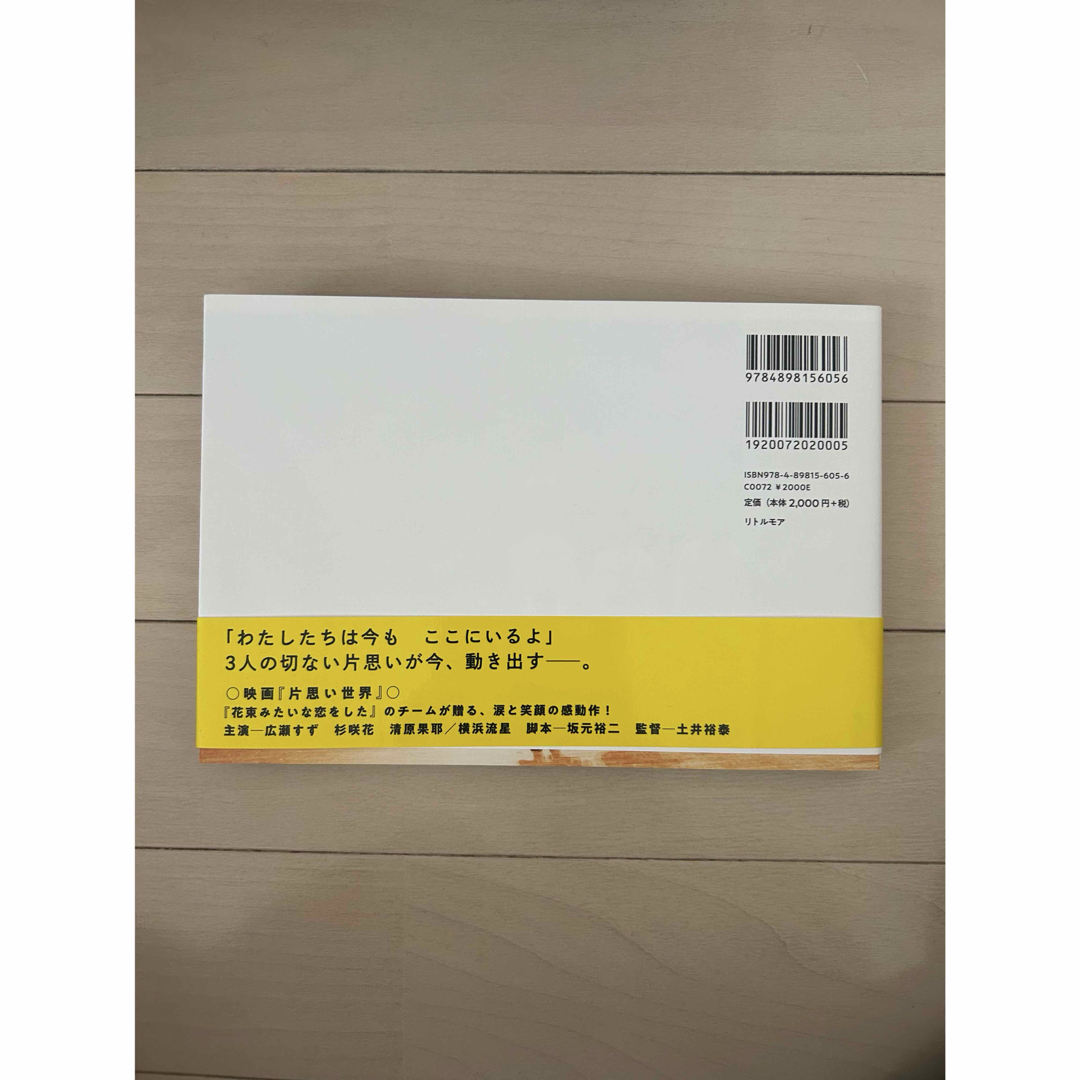 9784898156056
1920072020005
ISBN978-4-89815-605-6
C0072 ¥2000E
定価（本体2,000円+税）
リトルモア
「わたしたちは今も　ここにいるよ」
3人の切ない片思いが今、動き出す――。
○映画『片思い世界』○
『花束みたいな恋をした』のチームが贈る、涙と笑顔の感動作！
主演―広瀬すず　杉咲花　清原果耶／横浜流星　脚本―坂元裕二　監督―土井裕泰